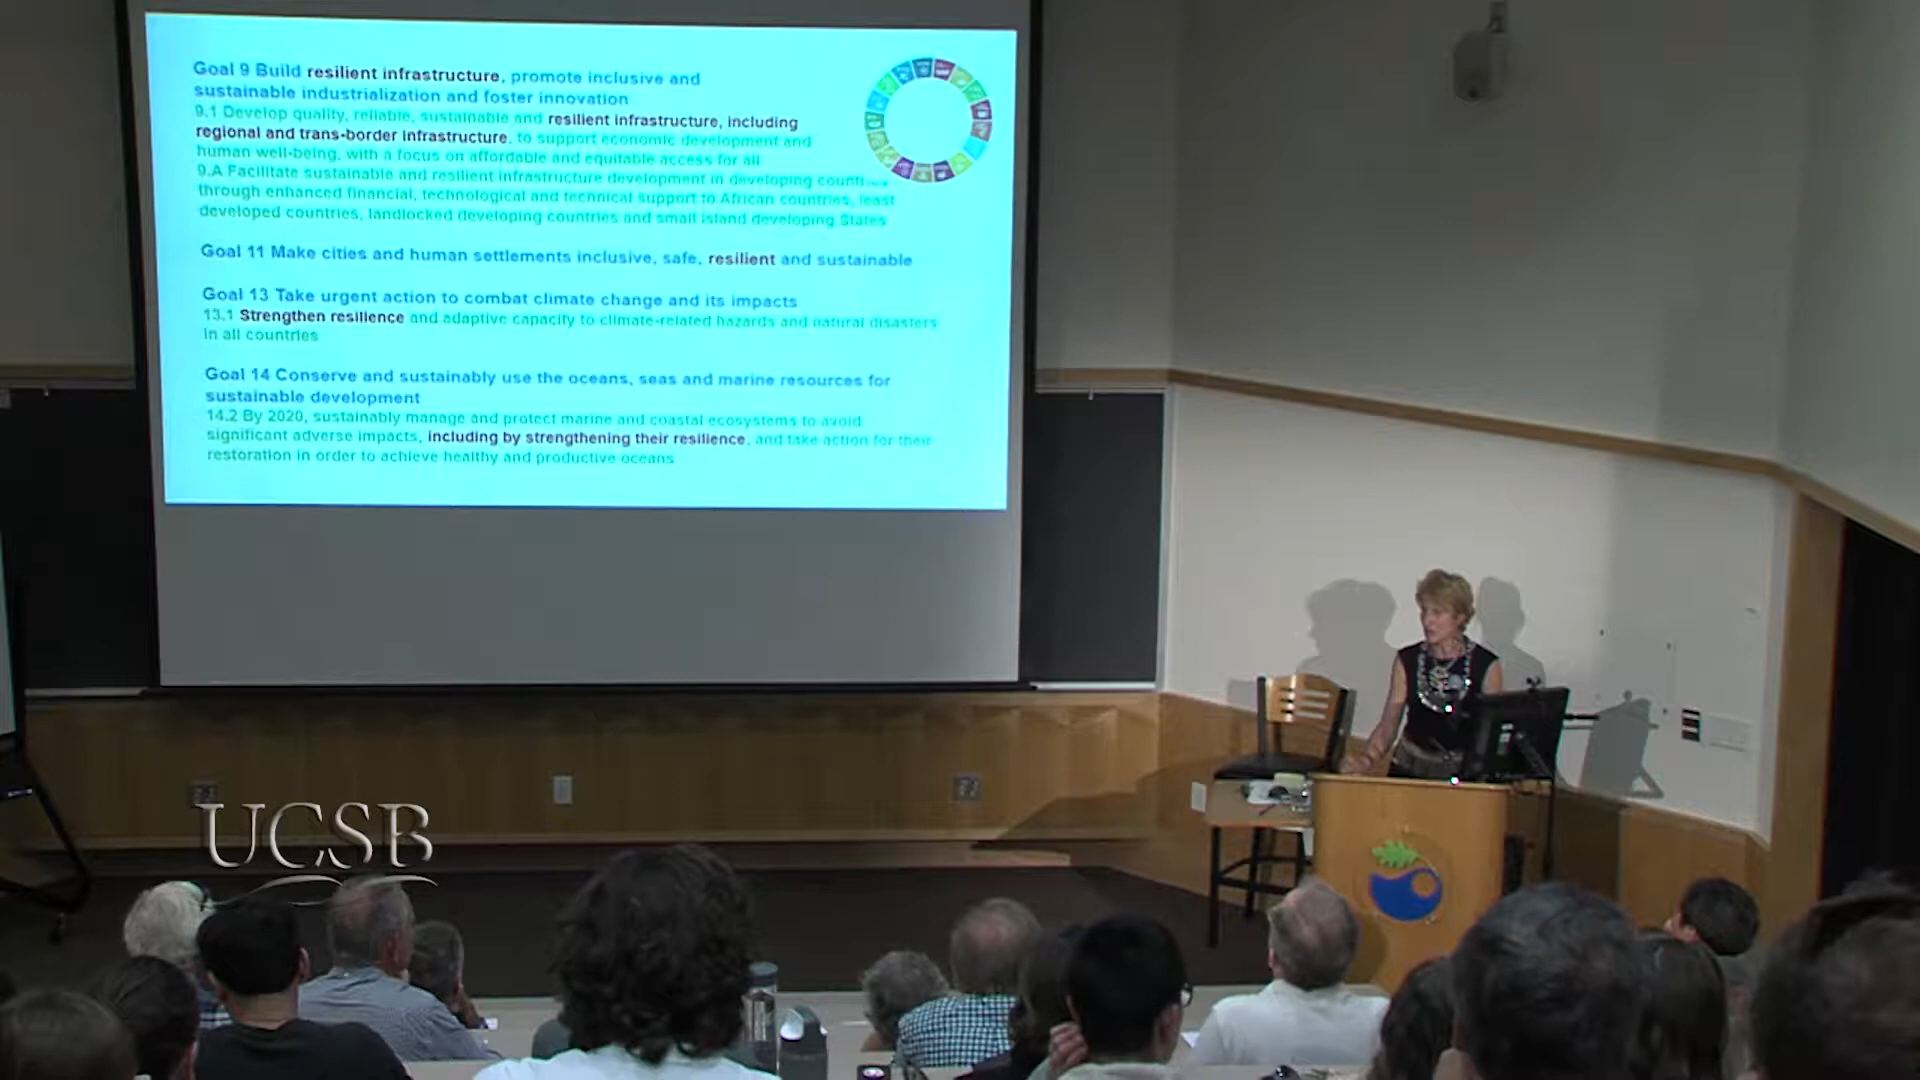 Goal 9 Build resilient infrastructure, promote inclusive and
sustainable industrialization and foster innovation
9.1 Develop quality, reliable, sustainable and resilient infrastructure, including
regional and trans-border infrastructure, to support economic development and
human well-being, with a focus on affordable and equitable access for all
9.A Facilitate sustainable and resilient infrastructure development in developing
through enhanced financial, technological and technical support to African countries, least
developed countries, landlocked developing countries and small island developing States
Goal 11 Make cities and human settlements inclusive, safe, resilient and sustainable
Goal 13 Take urgent action to combat climate change and its impacts
13.1 Strengthen resilience and adaptive capacity to climate-related hazards and natural disasters
in all countries
Goal 14 Conserve and sustainably use the oceans, seas and marine resources for
sustainable development
14.2 By 2020, sustainably manage and protect marine and coastal ecosystems to avoid
significant adverse impacts, including by strengthening their resilience, and take action for their
restoration in order to achieve healthy and productive oceans
UCSB